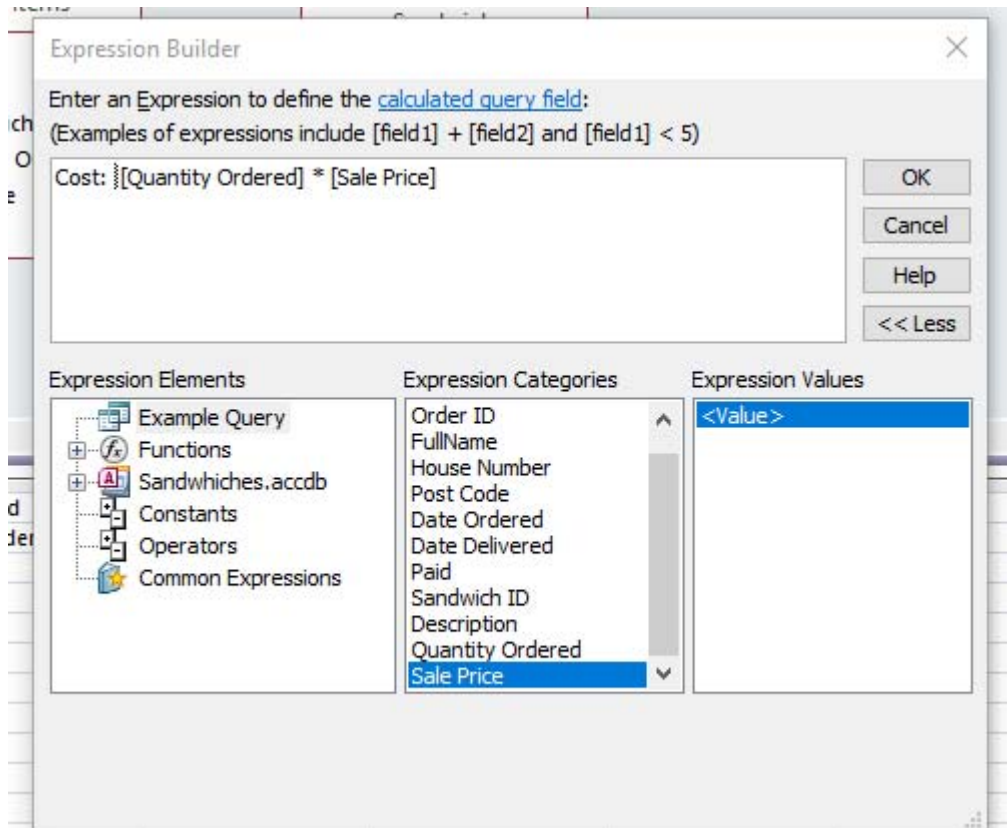 Expression Builder
Enter an Expression to define the calculated query field:
(Examples of expressions include [field1] + [field2] and [field1] < 5)
Cost: [Quantity Ordered] * [Sale Price]
OK
Cancel
Help
<< Less
Expression Elements
Example Query
Functions
Sandwhiches.accdb
Constants
Operators
Common Expressions
Expression Categories
Order ID
FullName
House Number
Post Code
Date Ordered
Date Delivered
Paid
Sandwich ID
Description
Quantity Ordered
Sale Price
Expression Values
<Value>